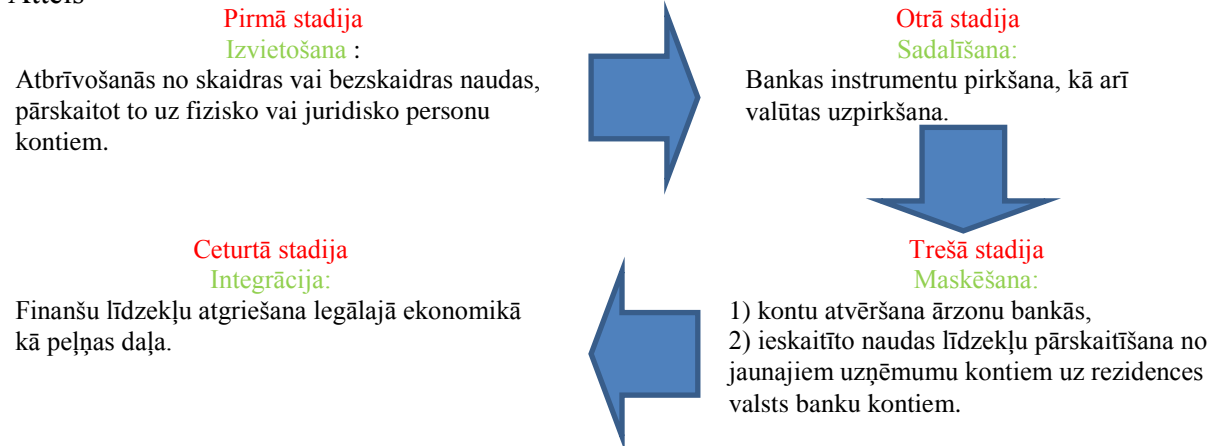 Attēls
Pirmā stadija
Izvietošana :
Atbrīvošanās no skaidras vai bezskaidras naudas,
pārskaitot to uz fizisko vai juridisko personu
kontiem.
Otrā stadija
Sadalīšana:
Bankas instrumentu pirkšana, kā arī
valūtas uzpirkšana.
Trešā stadija
Maskēšana:
1) kontu atvēršana ārzonu bankās,
2) ieskaitīto naudas līdzekļu pārskaitīšana no
jaunajiem uzņēmumu kontiem uz rezidences
valsts banku kontiem.
Ceturtā stadija
Integrācija:
Finanšu līdzekļu atgriešana legālajā ekonomikā
kā peļņas daļa.